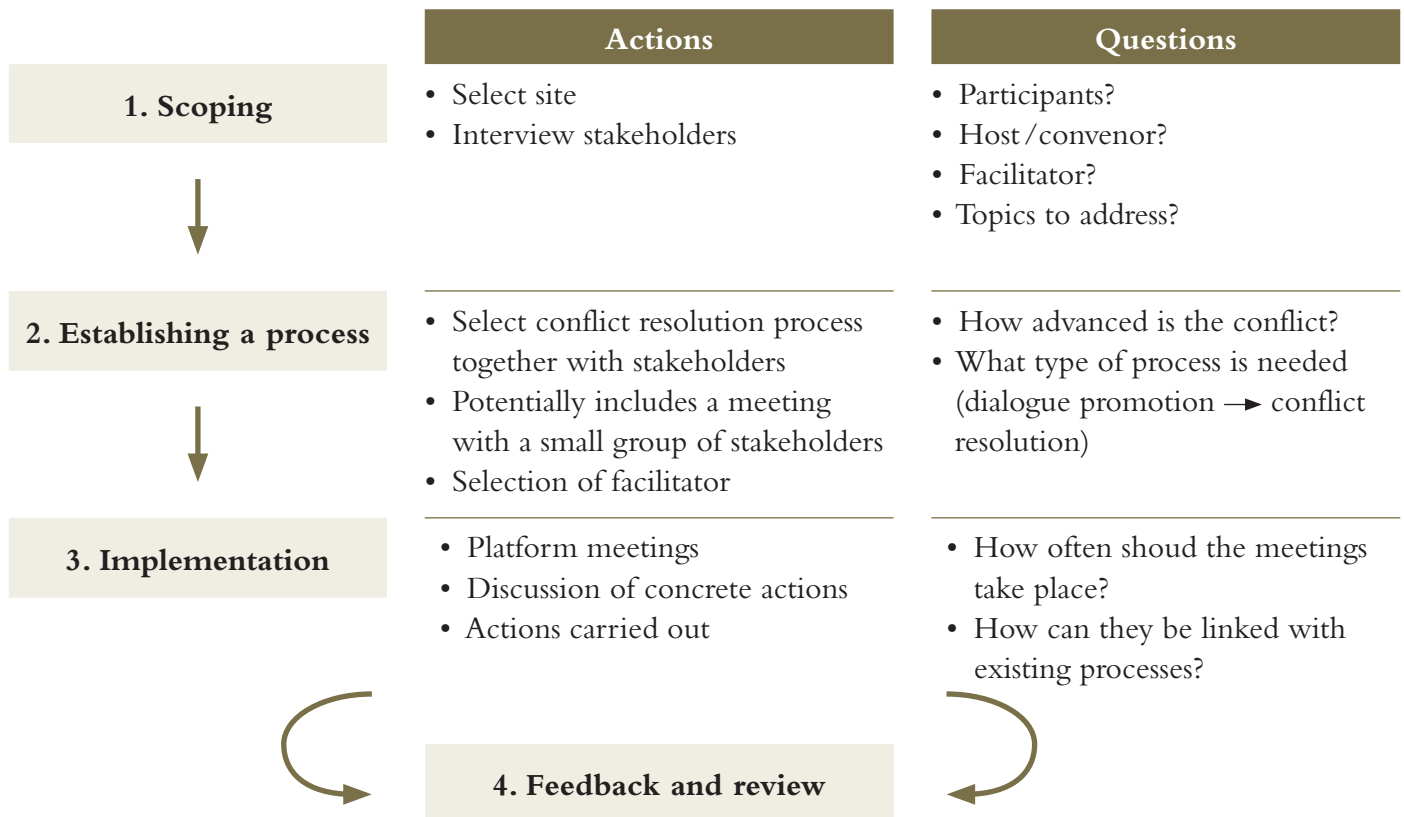 Actions
Questions
1. Scoping
• Select site
• Interview stakeholders
• Participants?
• Host/convenor?
• Facilitator?
• Topics to address?
2. Establishing a process
• Select conflict resolution process
together with stakeholders
• Potentially includes a meeting
with a small group of stakeholders
• Selection of facilitator
• How advanced is the conflict?
• What type of process is needed
(dialogue promotion → conflict
resolution)
3. Implementation
• Platform meetings
• Discussion of concrete actions
• Actions carried out
• How often shoud the meetings
take place?
• How can they be linked with
existing processes?
4. Feedback and review